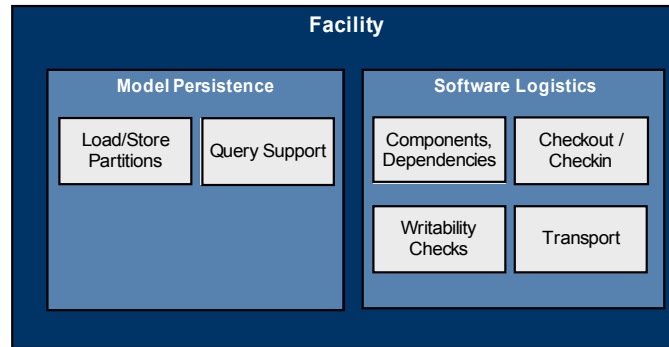 Facility
Model Persistence
Load/Store
Partitions
Query Support
Software Logistics
Components,
Dependencies
Checkout /
Checkin
Writability
Checks
Transport